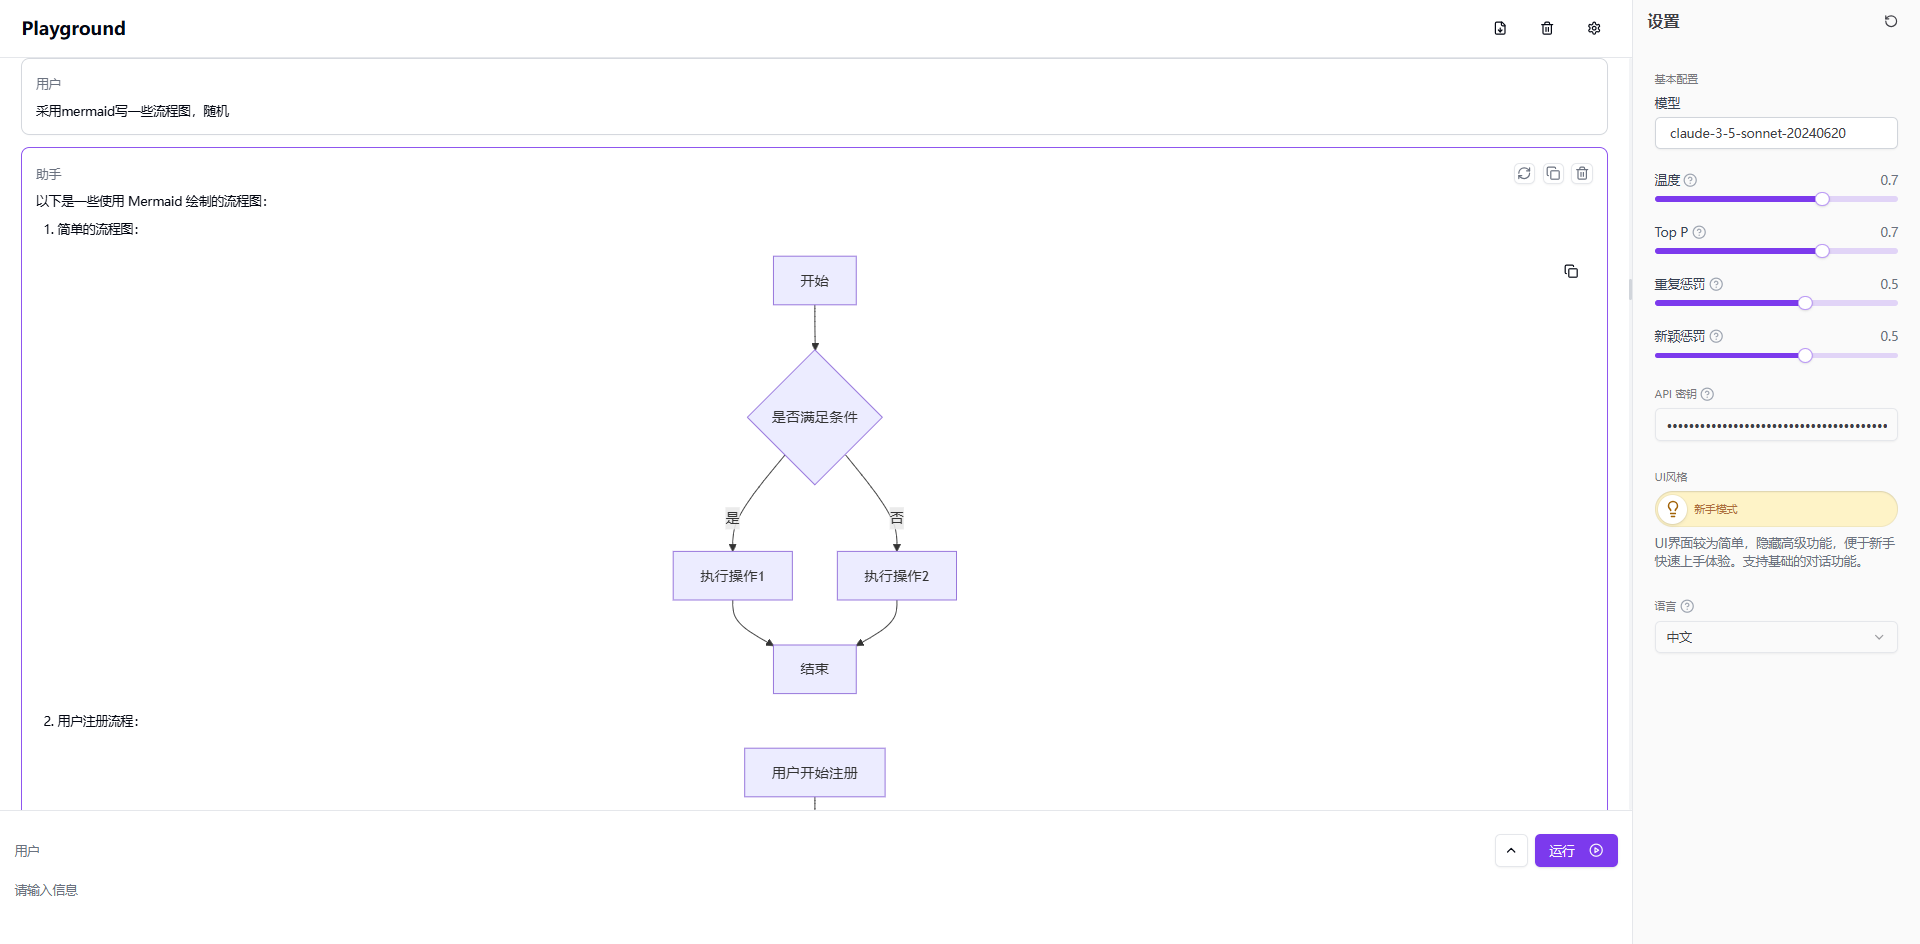 Playground
用户
采用mermaid写一些流程图，随机
助手
以下是一些使用 Mermaid 绘制的流程图：
1. 简单的流程图：
开始
是否满足条件
是
否
执行操作1
执行操作2
结束
2. 用户注册流程：
用户开始注册
用户
运行
请输入信息
设置
基本配置
模型
claude-3-5-sonnet-20240620
温度 0.7
Top P 0.7
重复惩罚 0.5
新颖惩罚 0.5
API 密钥
••••••••••••••••••••••••••••••••••••••••
UI风格
新手模式
UI界面较为简单，隐藏高级功能，便于新手
快速上手体验。支持基础的对话功能。
语言
中文